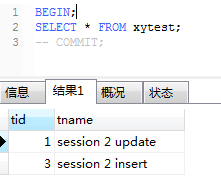 1 BEGIN;
2 SELECT * FROM xytest;
3 -- COMMIT;
信息 结果1 概况 状态
tid tname
1 session 2 update
3 session 2 insert